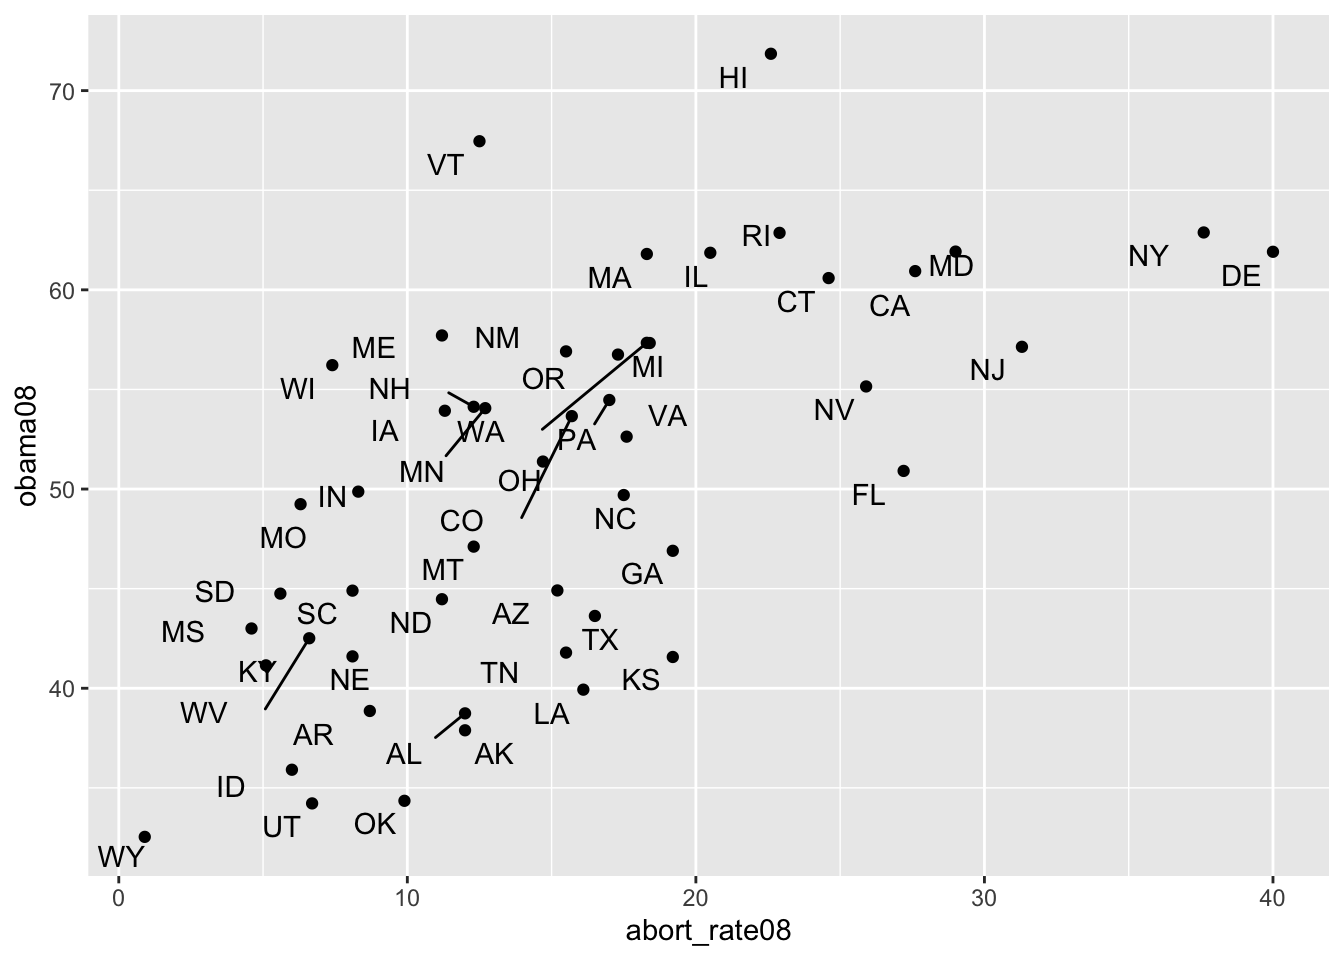 HI
70
VT
RI
MD
NY
MA
IL
DE
60
CT
CA
ME
NM
MI
NJ
WI
NH
OR
NV
VA
IA
WA
PA
MN
OH
FL
50
IN
CO
NC
MO
MT
GA
SD
SC
ND
AZ
MS
TX
KY
NE
TN
KS
40
WV
AR
LA
AL
AK
ID
UT
OK
WY
obama08
0
10
20
30
40
abort_rate08